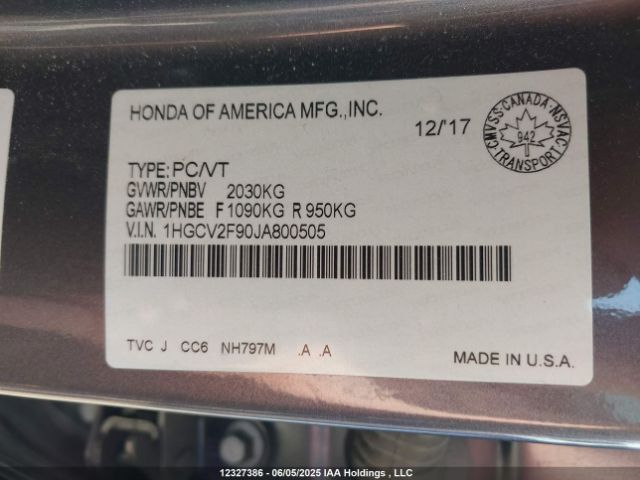 HONDA OF AMERICA MFG.,INC.
12/'17
CMVSS·CANADA·NSVAC
942
TRANSPORT
TYPE: PC/VT
GVWR/PNBV 2030KG
GAWR/PNBE F 1090KG R 950KG
V.I.N. 1HGCV2F90JA800505
TVC J CC6 NH797M .A .A
MADE IN U.S.A.
12327386 - 06/05/2025 IAA Holdings , LLC